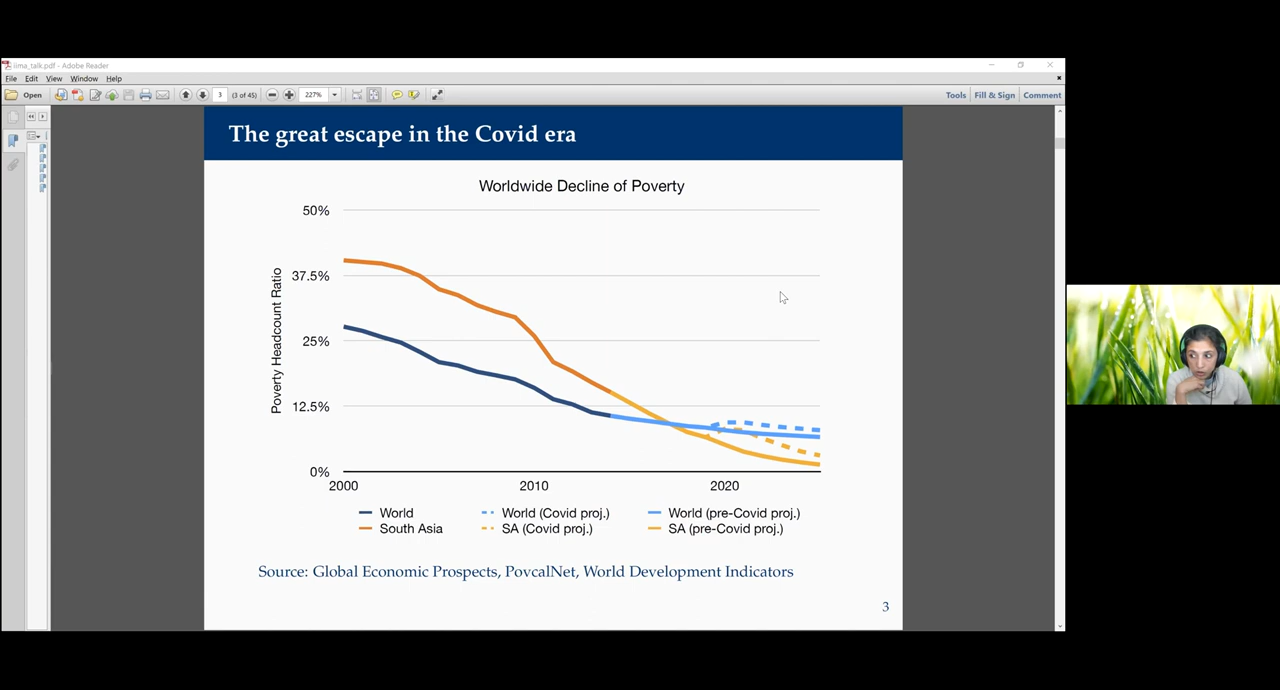 iima_talk.pdf - Adobe Reader
File Edit View Window Help
Open 3 (3 of 45) 227% Tools Fill & Sign Comment
The great escape in the Covid era
Worldwide Decline of Poverty
Poverty Headcount Ratio
50%
37.5%
25%
12.5%
0%
2000 2010 2020
World World (Covid proj.) World (pre-Covid proj.)
South Asia SA (Covid proj.) SA (pre-Covid proj.)
Source: Global Economic Prospects, PovcalNet, World Development Indicators
3